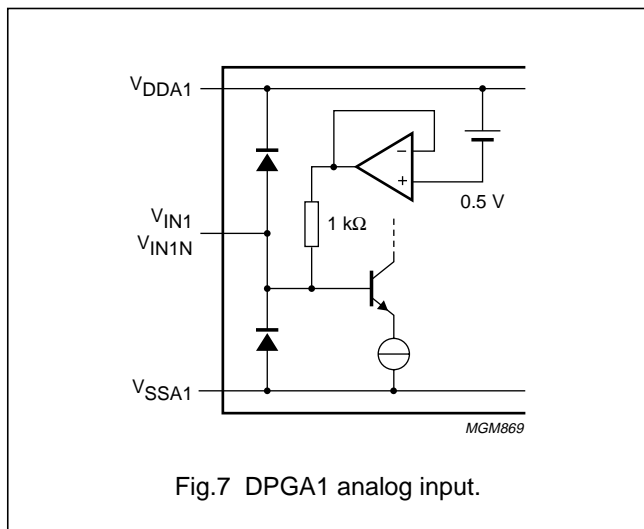 VDDA1
−
+
0.5 V
VIN1
VIN1N
1 kΩ
VSSA1
MGM869
Fig.7 DPGA1 analog input.